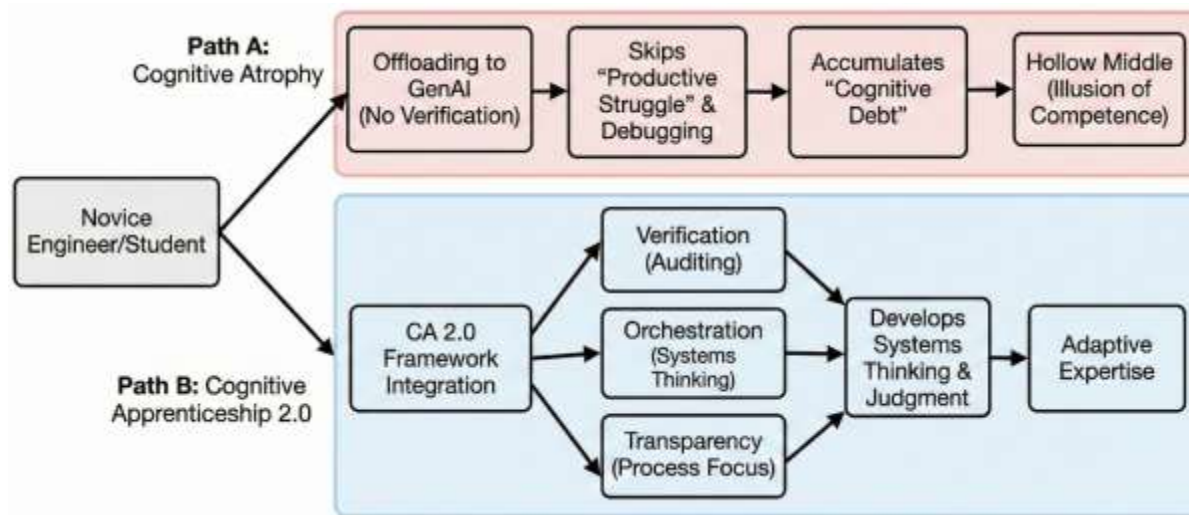 Path A:
Cognitive Atrophy
Offloading to
GenAI
(No Verification)
Skips
“Productive
Struggle” &
Debugging
Accumulates
“Cognitive
Debt”
Hollow Middle
(Illusion of
Competence)
Novice
Engineer/Student
Path B: Cognitive
Apprenticeship 2.0
CA 2.0
Framework
Integration
Verification
(Auditing)
Orchestration
(Systems
Thinking)
Transparency
(Process Focus)
Develops
Systems
Thinking &
Judgment
Adaptive
Expertise